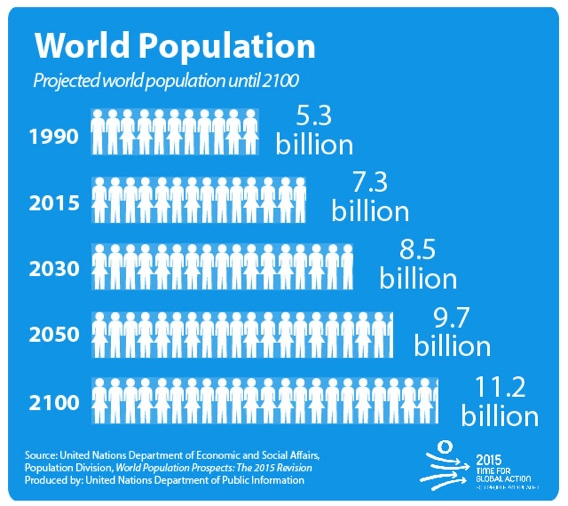 World Population
Projected world population until 2100
1990
5.3
billion
2015
7.3
billion
2030
8.5
billion
2050
9.7
billion
2100
11.2
billion
Source: United Nations Department of Economic and Social Affairs,
Population Division, World Population Prospects: The 2015 Revision
Produced by: United Nations Department of Public Information
2015
TIME FOR
GLOBAL ACTION